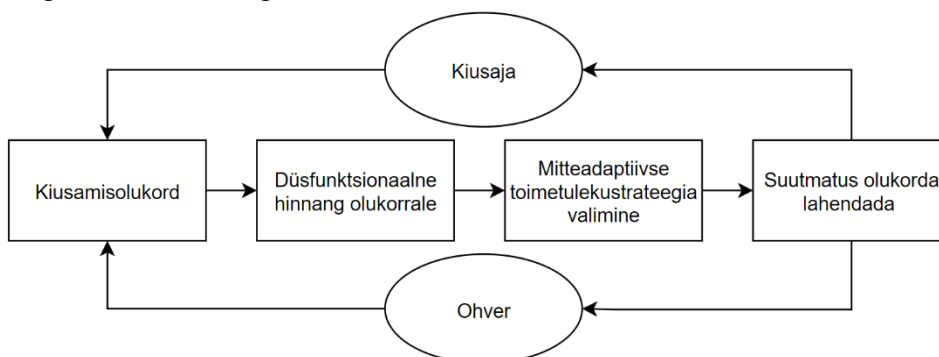 Kiusaja
Kiusamisolukord
Düsfunktsionaalne
hinnang olukorrale
Mitteadaptiivse
toimetulekustrateegia
valimine
Suutmatus olukorda
lahendada
Ohver